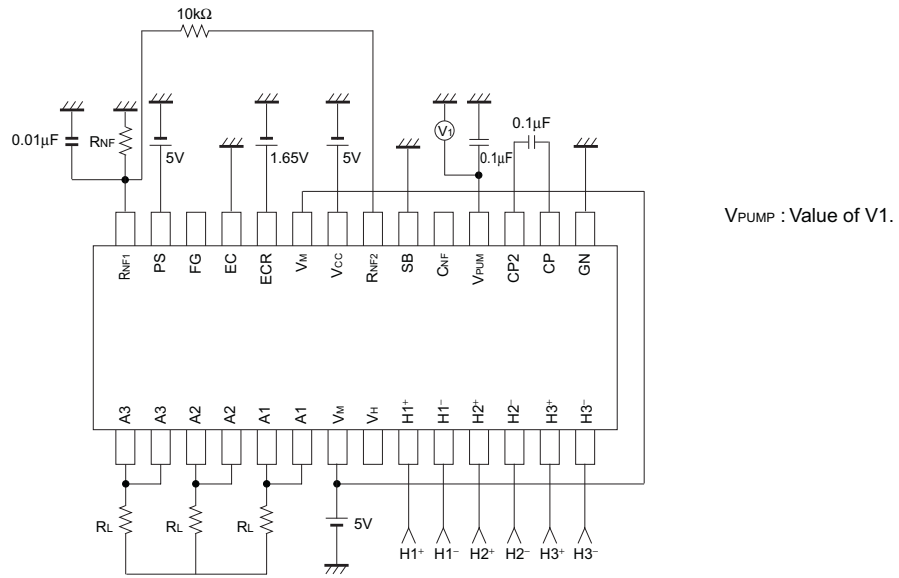 10kΩ
0.01μF
RNF
5V
1.65V
5V
V1
0.1μF
0.1μF
VPUMP : Value of V1.
RNF1 PS FG EC ECR VM VCC RNF2 SB CNF VPUM CP2 CP GN
A3 A3 A2 A2 A1 A1 VM VH H1+ H1- H2+ H2- H3+ H3-
RL RL RL 5V
H1+ H1- H2+ H2- H3+ H3-